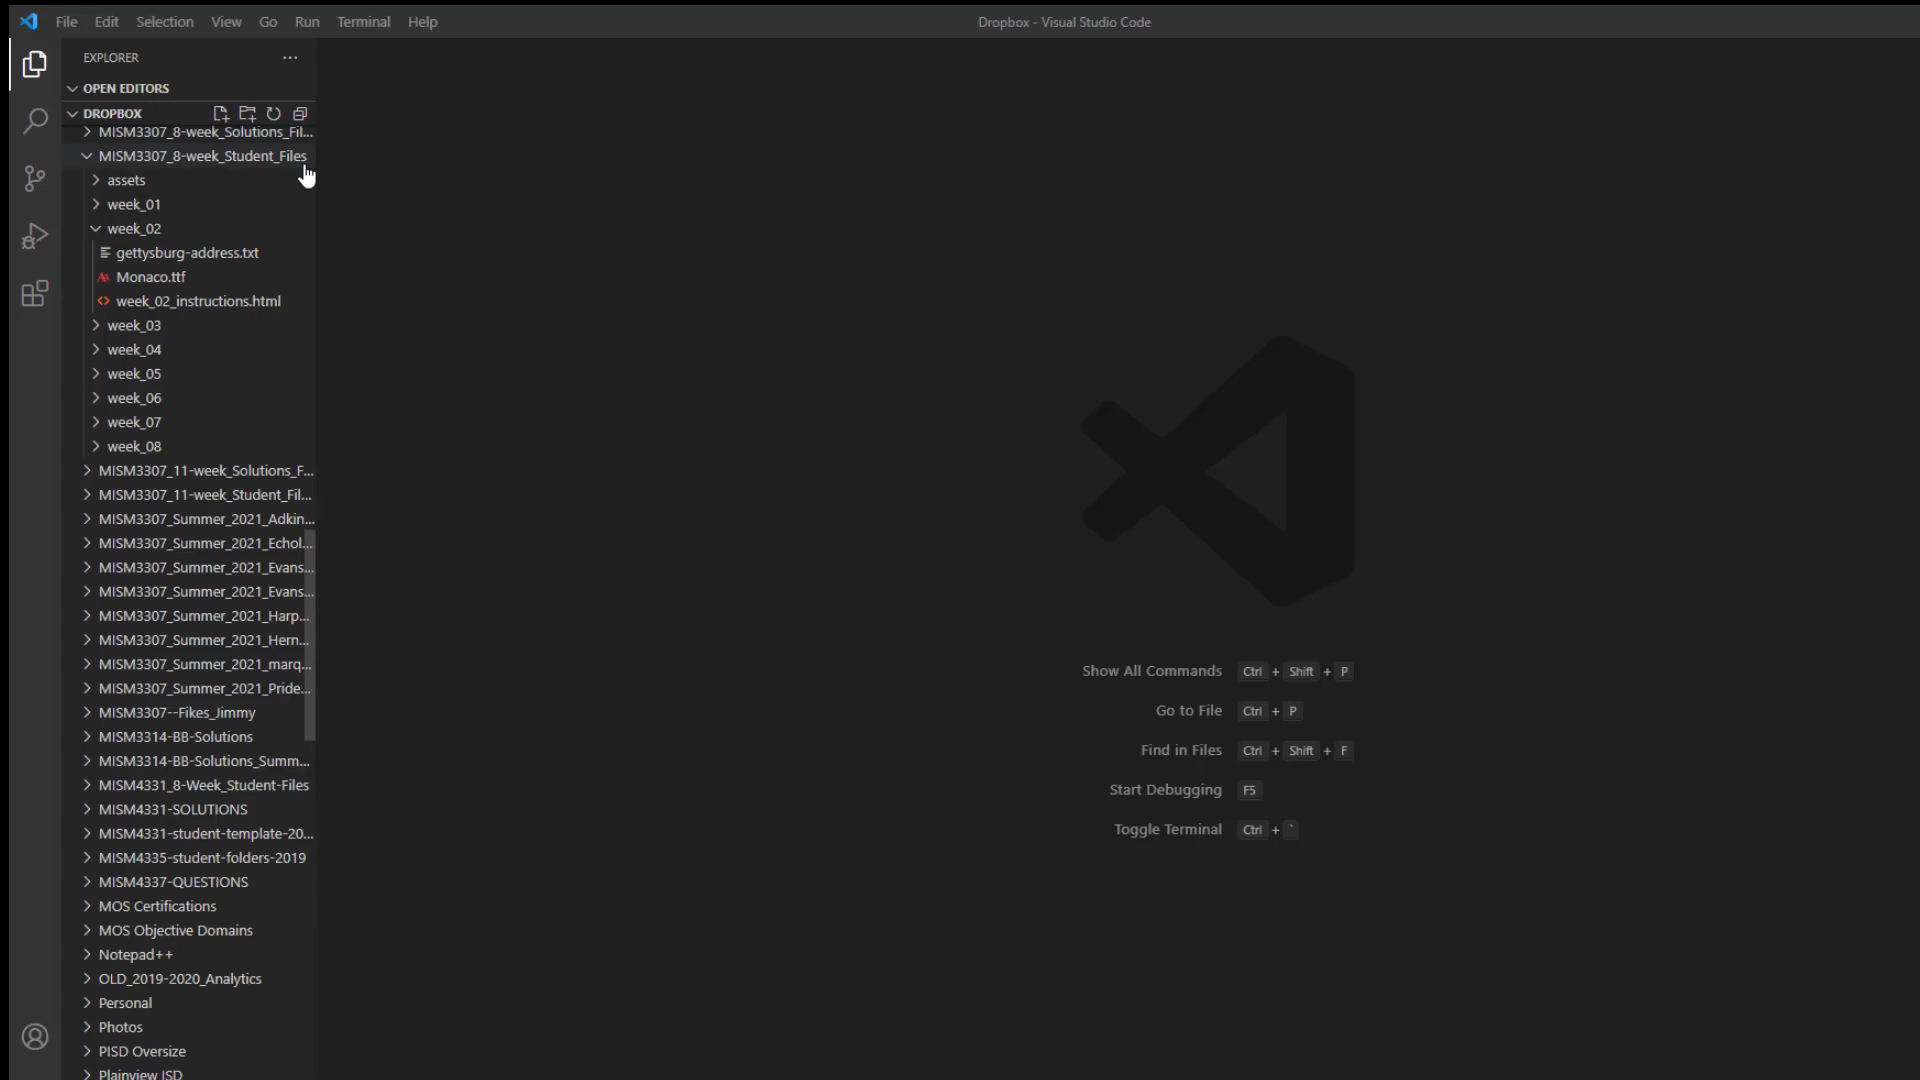 File Edit Selection View Go Run Terminal Help
Dropbox - Visual Studio Code
EXPLORER
OPEN EDITORS
DROPBOX
MISM3307_8-week_Solutions_Fil...
MISM3307_8-week_Student_Files
assets
week_01
week_02
gettysburg-address.txt
Monaco.ttf
week_02_instructions.html
week_03
week_04
week_05
week_06
week_07
week_08
MISM3307_11-week_Solutions_F...
MISM3307_11-week_Student_Fil...
MISM3307_Summer_2021_Adkin...
MISM3307_Summer_2021_Echol...
MISM3307_Summer_2021_Evans...
MISM3307_Summer_2021_Evans...
MISM3307_Summer_2021_Harp...
MISM3307_Summer_2021_Hern...
MISM3307_Summer_2021_marq...
MISM3307_Summer_2021_Pride...
MISM3307--Fikes_Jimmy
MISM3314-BB-Solutions
MISM3314-BB-Solutions_Summ...
MISM4331_8-Week_Student-Files
MISM4331-SOLUTIONS
MISM4331-student-template-20...
MISM4335-student-folders-2019
MISM4337-QUESTIONS
MOS Certifications
MOS Objective Domains
Notepad++
OLD_2019-2020_Analytics
Personal
Photos
PISD Oversize
Plainview ISD
Show All Commands Ctrl + Shift + P
Go to File Ctrl + P
Find in Files Ctrl + Shift + F
Start Debugging F5
Toggle Terminal Ctrl + `